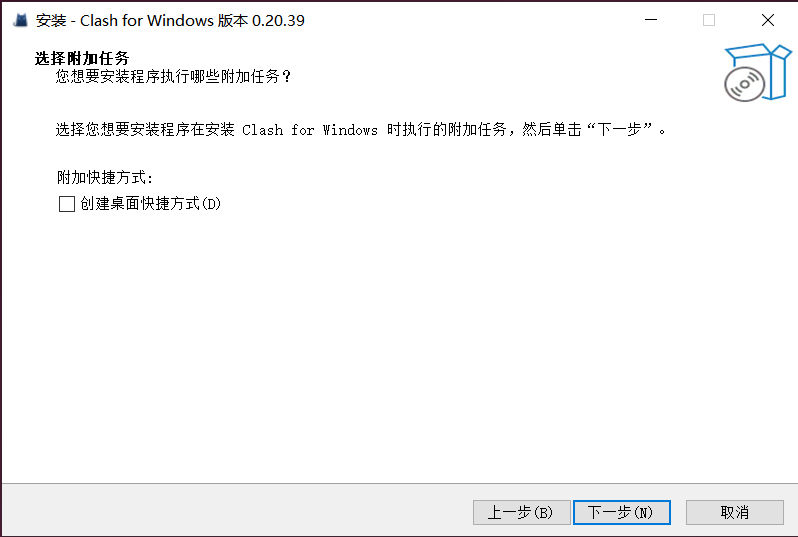 安装 - Clash for Windows 版本 0.20.39
选择附加任务
您想要安装程序执行哪些附加任务？
选择您想要安装程序在安装 Clash for Windows 时执行的附加任务，然后单击“下一步”。
附加快捷方式:
创建桌面快捷方式(D)
上一步(B) 下一步(N) 取消